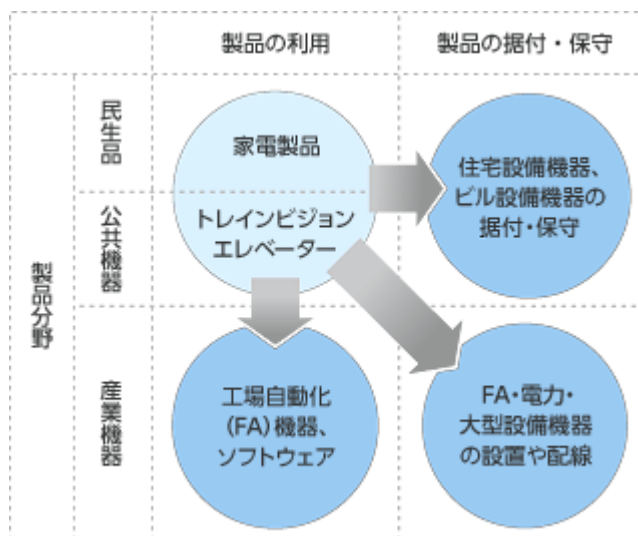 製品の利用
製品の据付・保守
製品分野
民生品
公共機器
産業機器
家電製品
トレインビジョン
エレベーター
住宅設備機器、
ビル設備機器の
据付・保守
工場自動化
(FA)機器、
ソフトウェア
FA・電力・
大型設備機器
の設置や配線